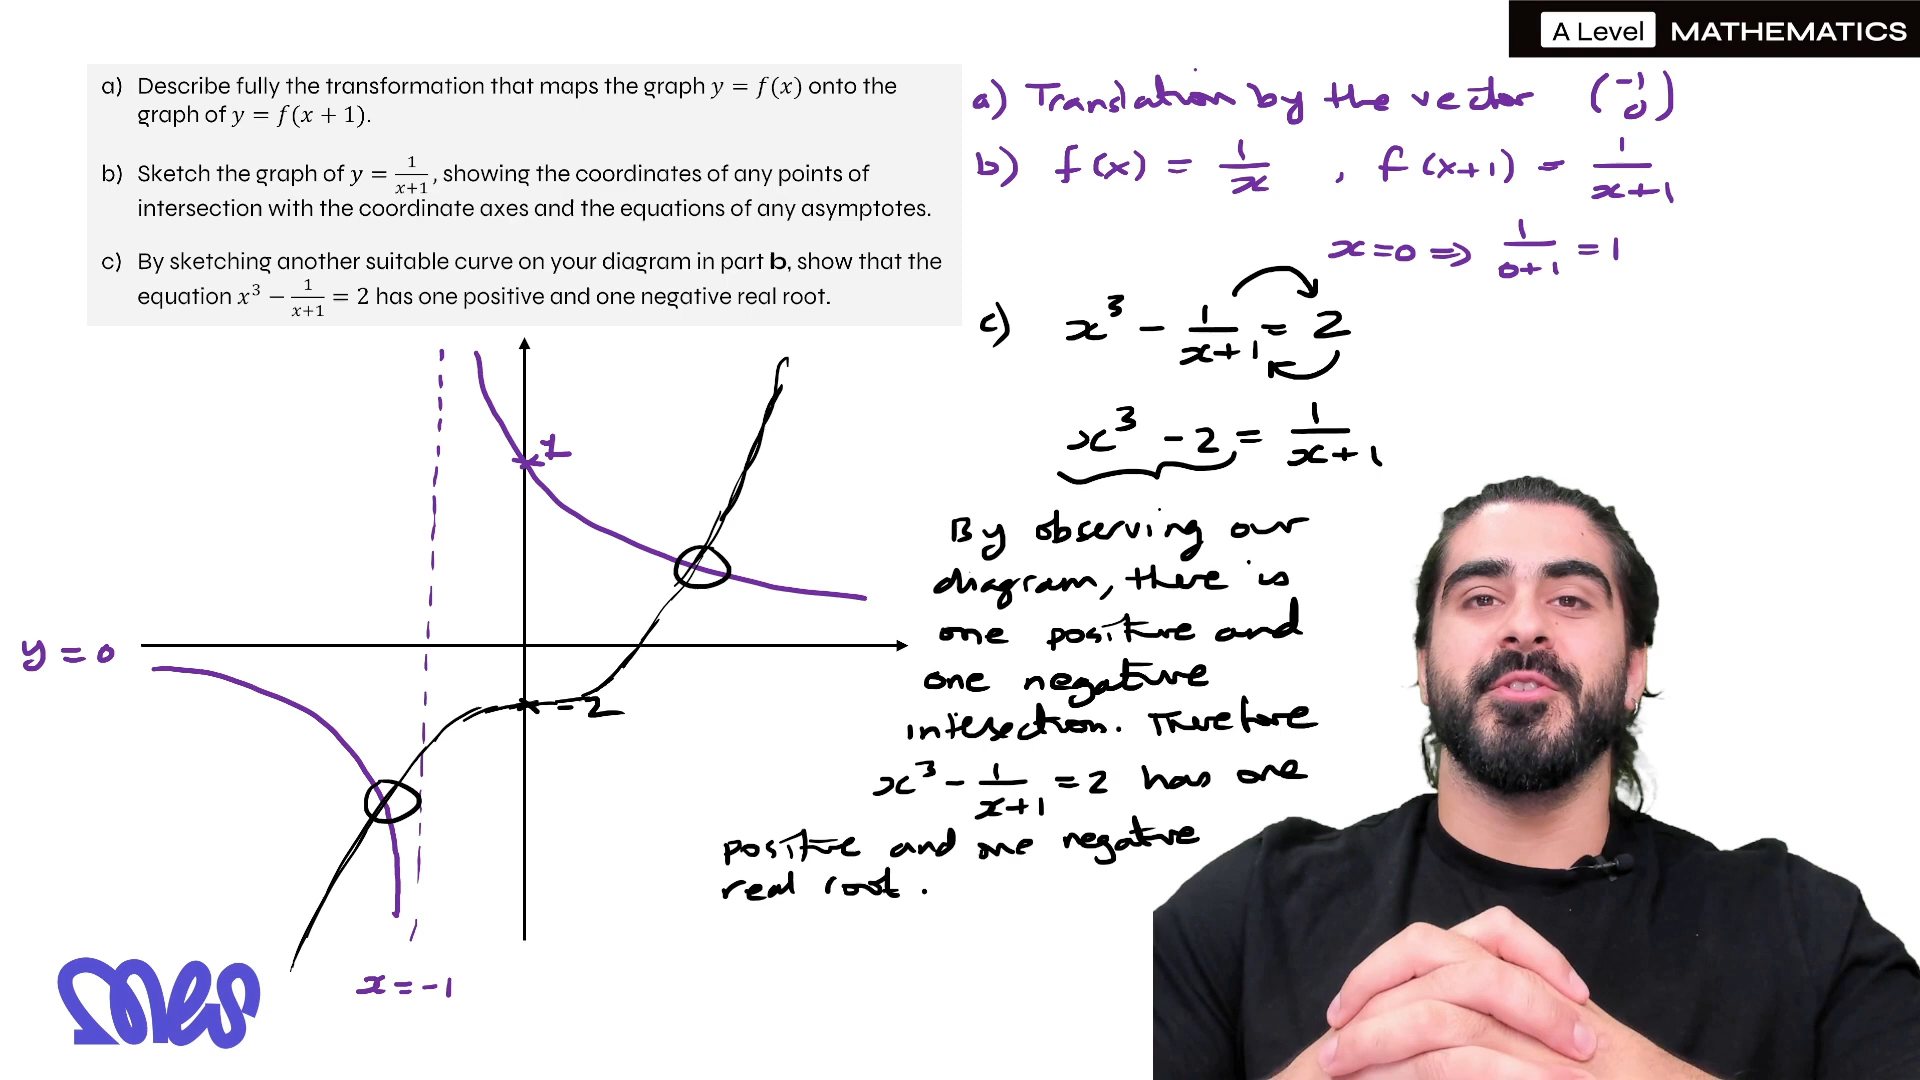 A Level MATHEMATICS
a) Describe fully the transformation that maps the graph y = f(x) onto the
graph of y = f(x + 1).
b) Sketch the graph of y = 1/(x+1), showing the coordinates of any points of
intersection with the coordinate axes and the equations of any asymptotes.
c) By sketching another suitable curve on your diagram in part b, show that the
equation x³ − 1/(x+1) = 2 has one positive and one negative real root.
a) Translation by the vector (-1 0)
b) f(x) = 1/x , f(x+1) = 1/(x+1)
x=0 ⇒ 1/(0+1) = 1
c) x³ − 1/(x+1) = 2
x³ − 2 = 1/(x+1)
By observing our
diagram, there is
one positive and
one negative
intersection. Therefore
x³ − 1/(x+1) = 2 has one
positive and one negative
real root.
1
y = 0
-2
x = -1
mes